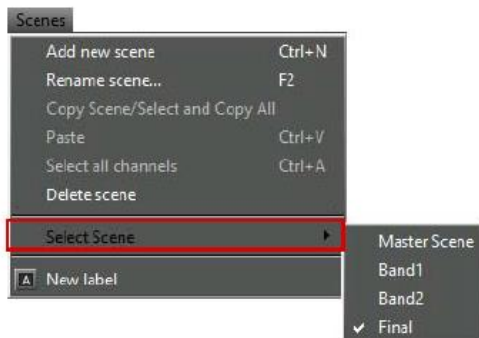 Scenes
Add new scene Ctrl+N
Rename scene... F2
Copy Scene/Select and Copy All
Paste Ctrl+V
Select all channels Ctrl+A
Delete scene
Select Scene
Master Scene
Band1
Band2
Final
A New label